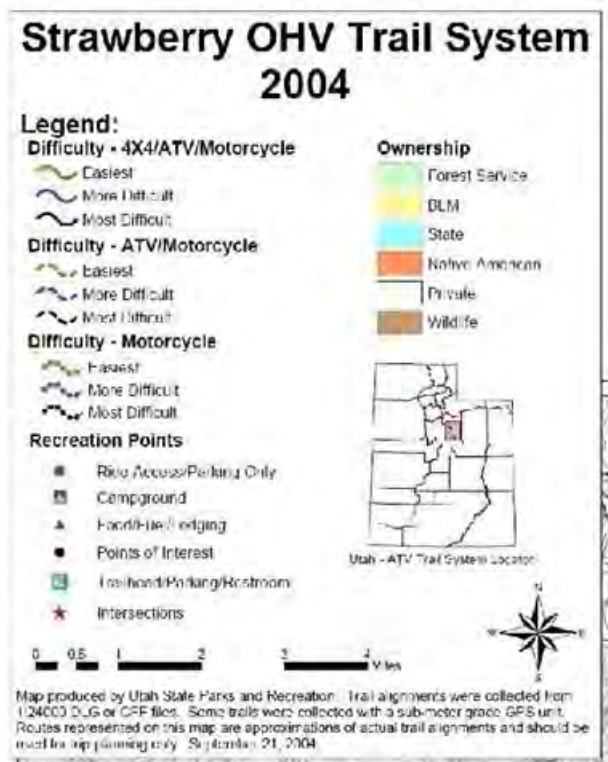 Strawberry OHV Trail System
2004
Legend:
Difficulty - 4X4/ATV/Motorcycle
Easiest
More Difficult
Most Difficult
Difficulty - ATV/Motorcycle
Easiest
More Difficult
Most Difficult
Difficulty - Motorcycle
Easiest
More Difficult
Most Difficult
Recreation Points
Ride Access/Parking Only
Campground
Food/Fuel/Lodging
Points of Interest
Trailhead/Parking/Restroom
Intersections
Ownership
Forest Service
BLM
State
Native American
Private
Wildlife
Utah - ATV Trail System Locator
N
W
E
0 0.5 1 2 3 4
Miles
Map produced by Utah State Parks and Recreation. Trail alignments were collected from
1:24000 DLG or CFF files. Some trails were collected with a sub-meter grade GPS unit.
Routes represented on this map are approximations of actual trail alignments and should be
used for trip planning only. September 21, 2004